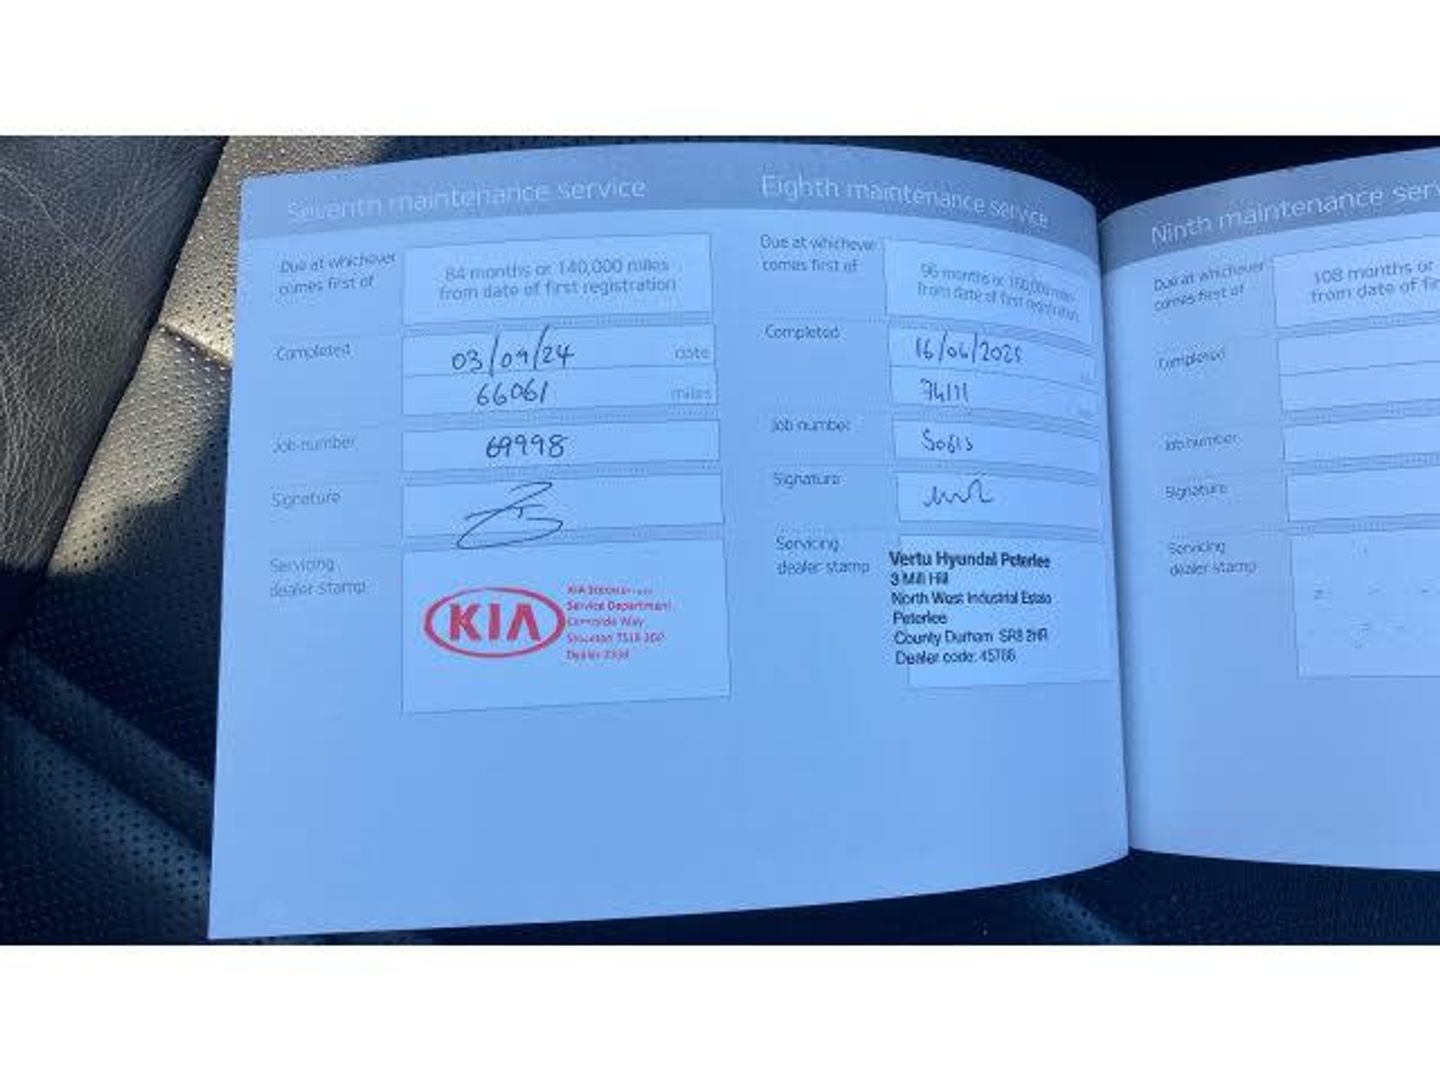 Seventh maintenance service
Due at whichever
comes first of
84 months or 140,000 miles
from date of first registration
Completed
03/09/24
date
66061
miles
Job number
69998
Signature
Servicing
dealer stamp
KIA
KIA
Service Department
Way
Dealer
Eighth maintenance service
Due at whichever
comes first of
96 months or 160,000 miles
from date of first registration
Completed
16/06/2025
74111
Job number
Signature
Servicing
dealer stamp
Vertu Hyundai Peterlee
3 Mill Hill
North West Industrial Estate
Peterlee
County Durham SR8 2HR
Dealer code: 45766
Ninth maintenance serv
Due at whichever
comes first of
108 months or
from date of fir
Completed
Job number
Signature
Servicing
dealer stamp